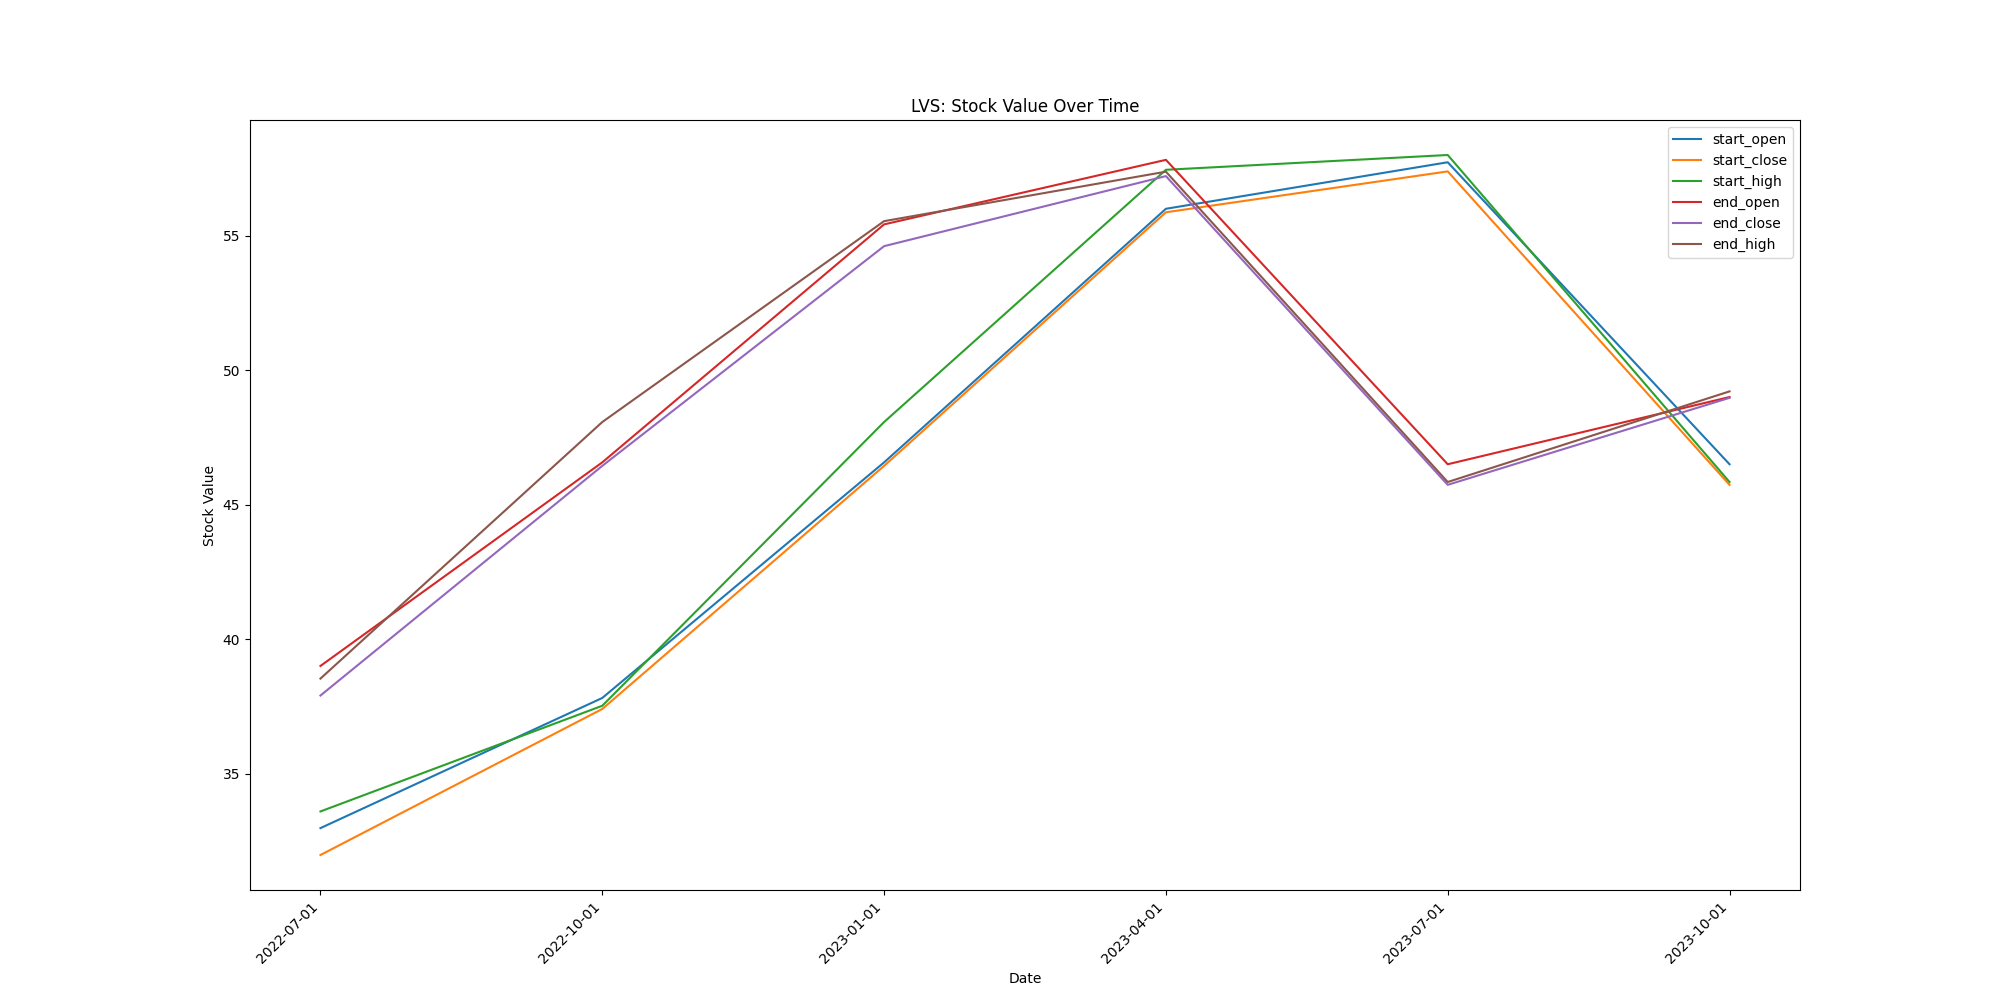 LVS: Stock Value Over Time
start_open
start_close
start_high
end_open
end_close
end_high
55
50
45
40
35
Stock Value
2022-07-01
2022-10-01
2023-01-01
2023-04-01
2023-07-01
2023-10-01
Date